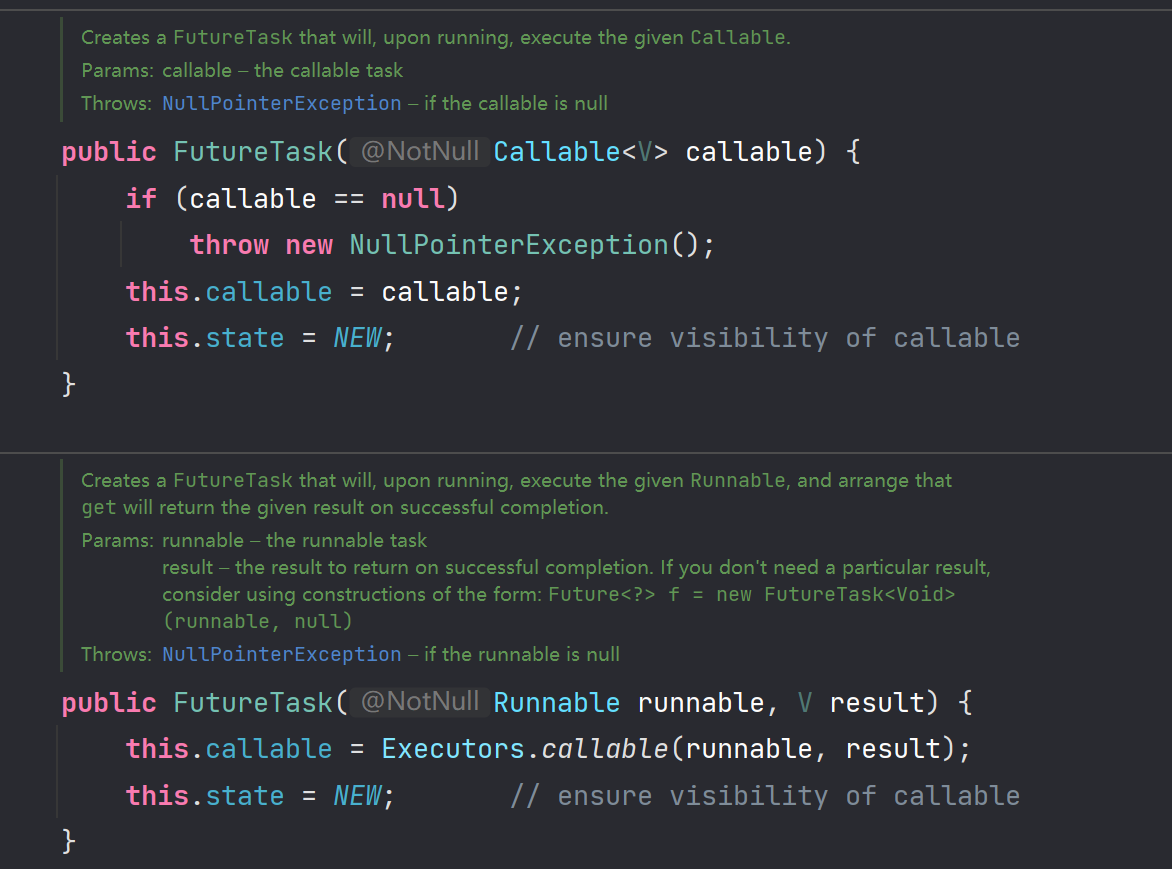 Creates a FutureTask that will, upon running, execute the given Callable.
Params: callable – the callable task
Throws: NullPointerException – if the callable is null
public FutureTask( @NotNull Callable<V> callable) {
if (callable == null)
throw new NullPointerException();
this.callable = callable;
this.state = NEW; // ensure visibility of callable
}
Creates a FutureTask that will, upon running, execute the given Runnable, and arrange that
get will return the given result on successful completion.
Params: runnable – the runnable task
result – the result to return on successful completion. If you don't need a particular result,
consider using constructions of the form: Future<?> f = new FutureTask<Void>
(runnable, null)
Throws: NullPointerException – if the runnable is null
public FutureTask( @NotNull Runnable runnable, V result) {
this.callable = Executors.callable(runnable, result);
this.state = NEW; // ensure visibility of callable
}